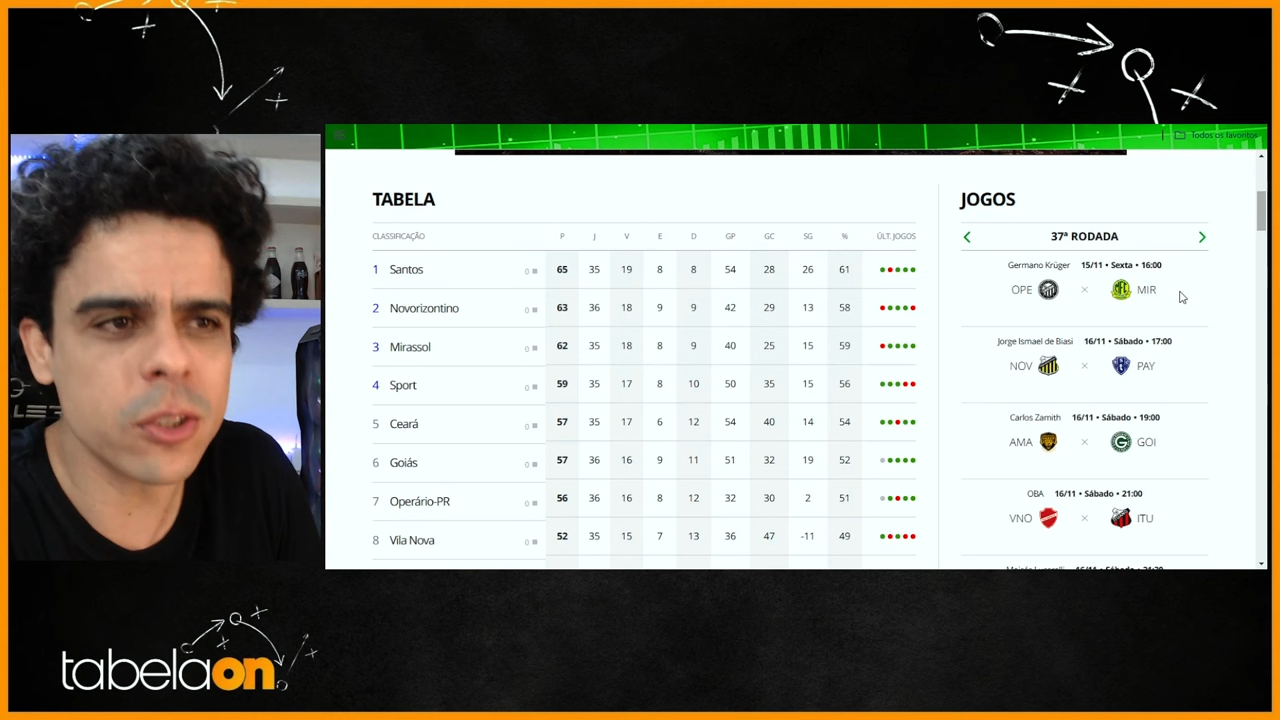 Todos os favoritos
TABELA
JOGOS
CLASSIFICAÇÃO P J V E D GP GC SG % ÚLT. JOGOS
37ª RODADA
1 Santos 0 65 35 19 8 8 54 28 26 61
2 Novorizontino 0 63 36 18 9 9 42 29 13 58
3 Mirassol 0 62 35 18 8 9 40 25 15 59
4 Sport 0 59 35 17 8 10 50 35 15 56
5 Ceará 0 57 35 17 6 12 54 40 14 54
6 Goiás 0 57 36 16 9 11 51 32 19 52
7 Operário-PR 0 56 36 16 8 12 32 30 2 51
8 Vila Nova 0 52 35 15 7 13 36 47 -11 49
Germano Krüger 15/11 • Sexta • 16:00
OPE × MIR
Jorge Ismael de Biasi 16/11 • Sábado • 17:00
NOV × PAY
Carlos Zamith 16/11 • Sábado • 19:00
AMA × GOI
OBA 16/11 • Sábado • 21:00
VNO × ITU
tabelaon